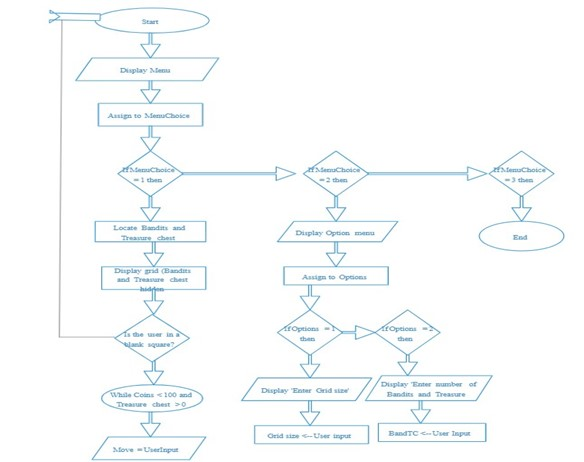 Start
Display Menu
Assign to MenuChoice
If MenuChoice
= 1 then
If MenuChoice
= 2 then
If MenuChoice
= 3 then
Locate Bandits and
Treasure chest
Display Option menu
End
Display grid (Bandits
and Treasure chest
hidden
Assign to Options
Is the user in a
blank square?
If Options = 1
then
If Options = 2
then
While Coins < 100 and
Treasure chest > 0
Display 'Enter Grid size'
Display 'Enter number of
Bandits and Treasure
Move = UserInput
Grid size <--User input
BandTC <--User Input